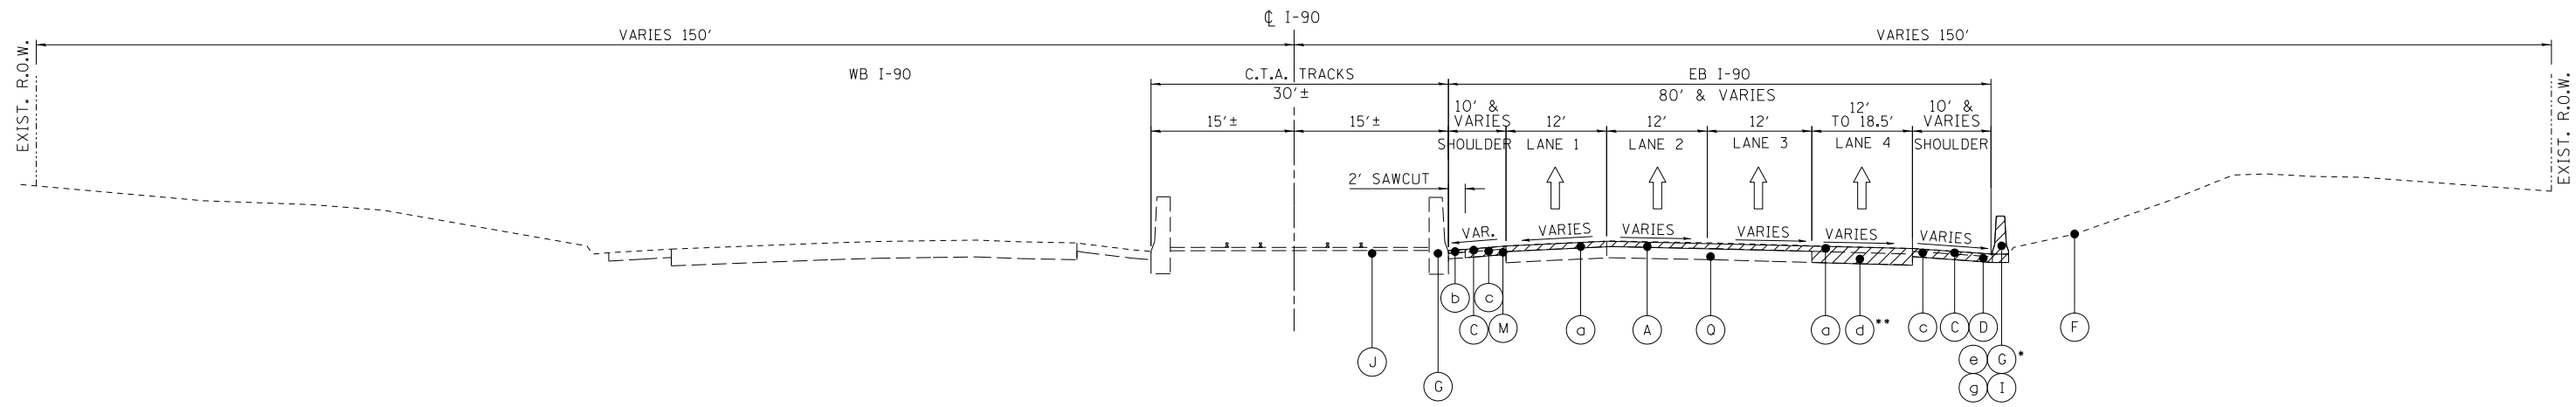 ℄ I-90
VARIES 150' VARIES 150'
EXIST. R.O.W.
EXIST. R.O.W.
WB I-90 C.T.A. TRACKS EB I-90
30'± 80' & VARIES
15'± 15'±
10' & VARIES SHOULDER
12' LANE 1
12' LANE 2
12' LANE 3
12' TO 18.5' LANE 4
10' & VARIES SHOULDER
2' SAWCUT
VAR. VARIES VARIES VARIES VARIES VARIES
b c
C M a A Q a d** c C D F
J e G*
G g I